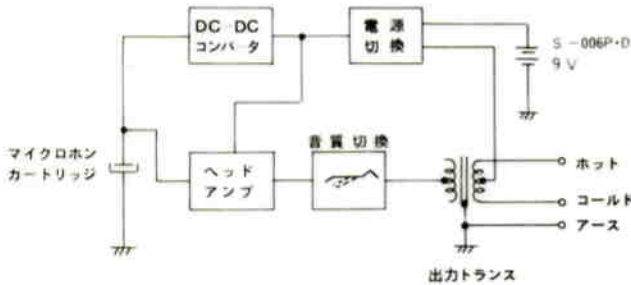 DC-DC
コンバータ
電源
切換
S-006P・D
9V
マイクロホン
カートリッジ
ヘッド
アンプ
音質切換
ホット
コールド
アース
出力トランス